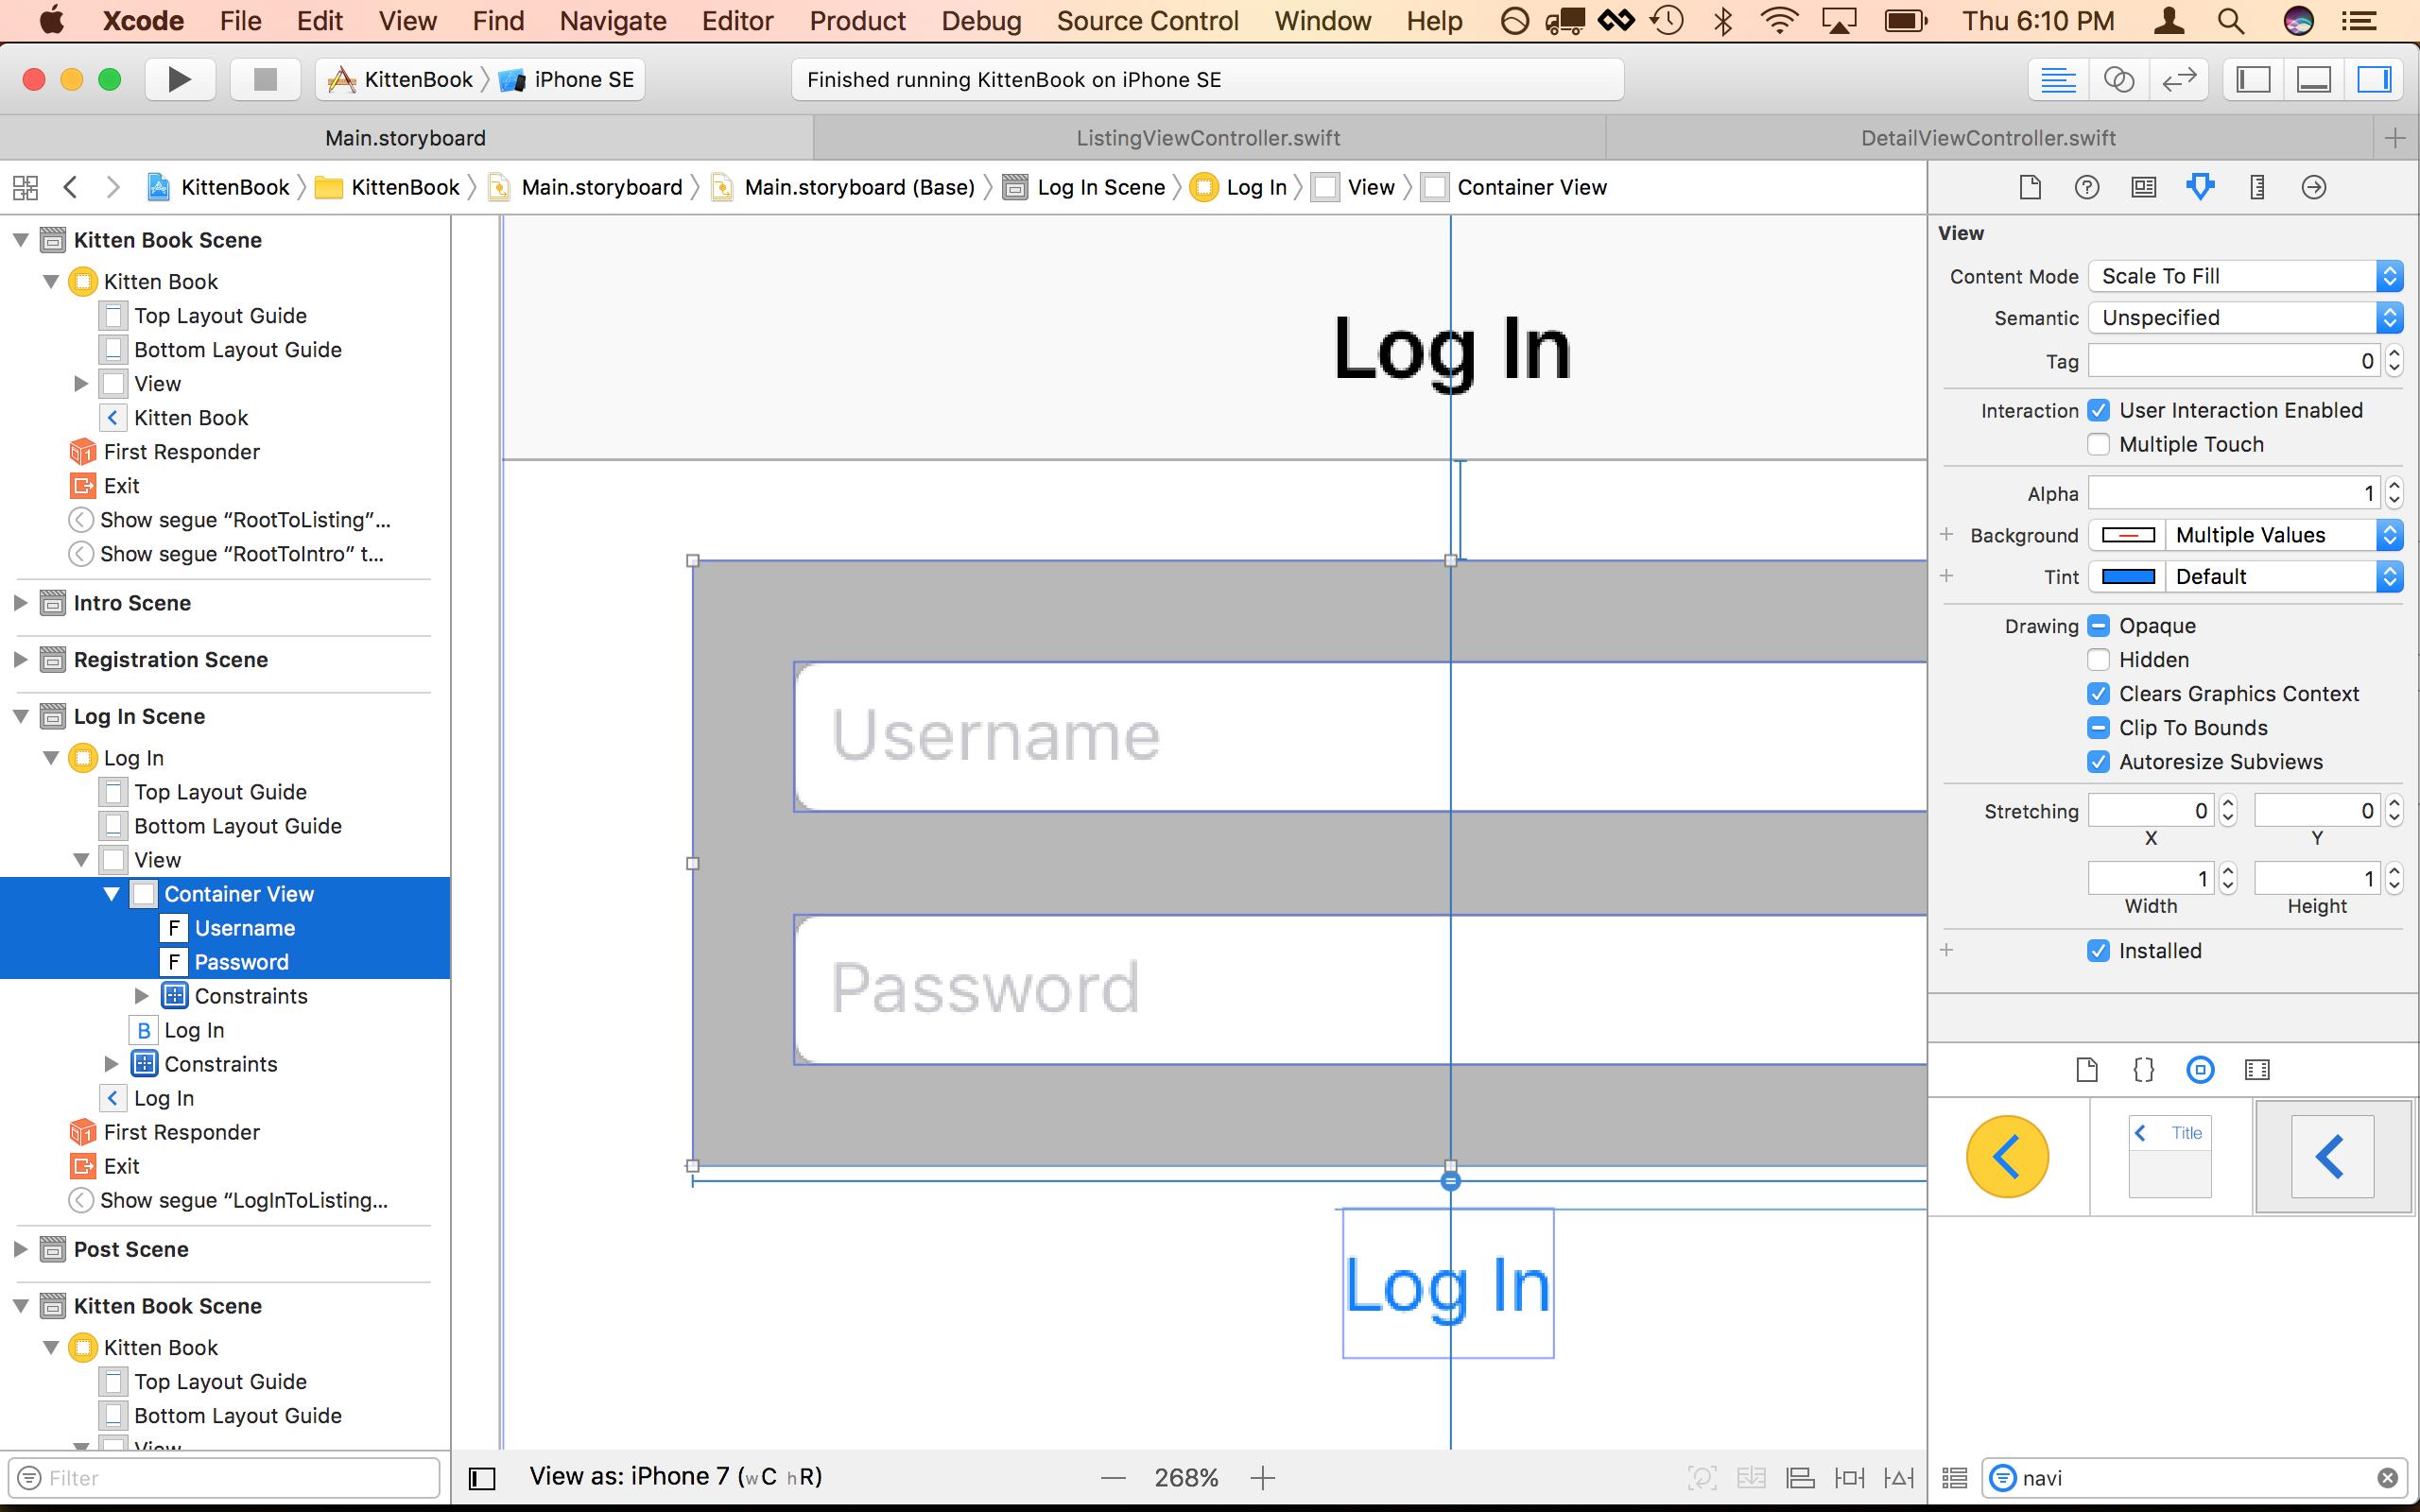 Xcode File Edit View Find Navigate Editor Product Debug Source Control Window Help Thu 6:10 PM
KittenBook iPhone SE
Finished running KittenBook on iPhone SE
Main.storyboard
ListingViewController.swift
DetailViewController.swift
KittenBook KittenBook Main.storyboard Main.storyboard (Base) Log In Scene Log In View Container View
Kitten Book Scene
Kitten Book
Top Layout Guide
Bottom Layout Guide
View
Kitten Book
First Responder
Exit
Show segue “RootToListing”...
Show segue “RootToIntro” t...
Intro Scene
Registration Scene
Log In Scene
Log In
Top Layout Guide
Bottom Layout Guide
View
Container View
F Username
F Password
Constraints
B Log In
Constraints
Log In
First Responder
Exit
Show segue “LogInToListing...
Post Scene
Kitten Book Scene
Kitten Book
Top Layout Guide
Bottom Layout Guide
View
Filter
Log In
Username
Password
Log In
View as: iPhone 7 (wC hR)
268%
View
Content Mode Scale To Fill
Semantic Unspecified
Tag 0
Interaction User Interaction Enabled
Multiple Touch
Alpha 1
Background Multiple Values
Tint Default
Drawing Opaque
Hidden
Clears Graphics Context
Clip To Bounds
Autoresize Subviews
Stretching 0 0
X Y
1 1
Width Height
Installed
Title
navi